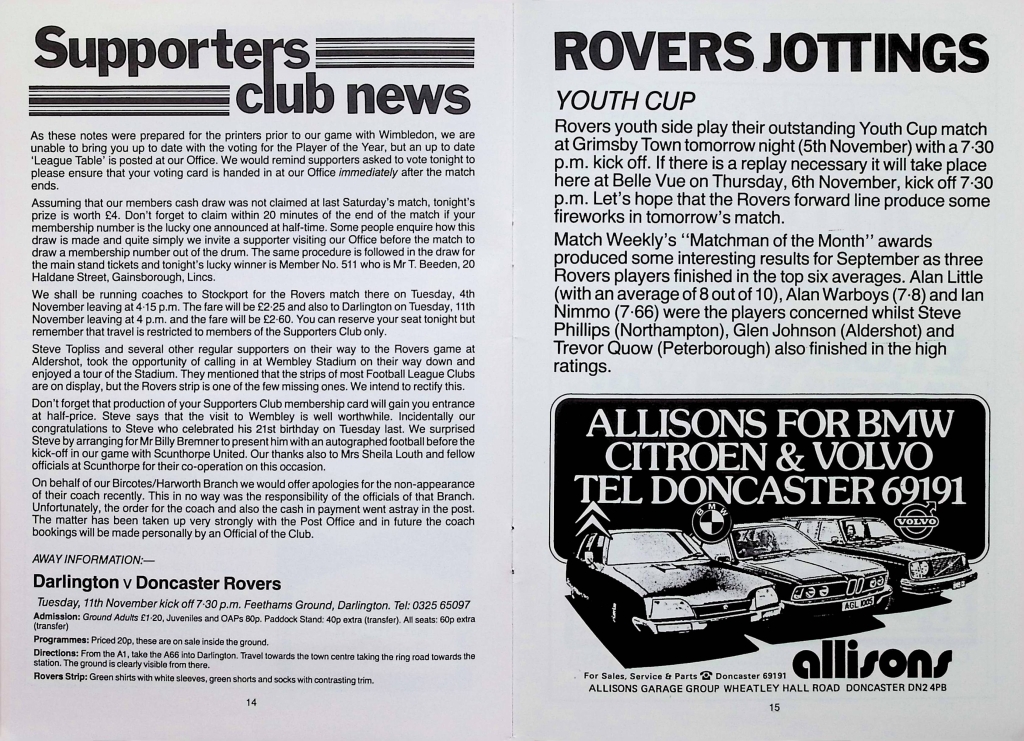 Supporters
club news
As these notes were prepared for the printers prior to our game with Wimbledon, we are
unable to bring you up to date with the voting for the Player of the Year, but an up to date
'League Table' is posted at our Office. We would remind supporters asked to vote tonight to
please ensure that your voting card is handed in at our Office immediately after the match
ends.
Assuming that our members cash draw was not claimed at last Saturday's match, tonight's
prize is worth £4. Don't forget to claim within 20 minutes of the end of the match if your
membership number is the lucky one announced at half-time. Some people enquire how this
draw is made and quite simply we invite a supporter visiting our Office before the match to
draw a membership number out of the drum. The same procedure is followed in the draw for
the main stand tickets and tonight's lucky winner is Member No. 511 who is Mr T. Beeden, 20
Haldane Street, Gainsborough, Lincs.
We shall be running coaches to Stockport for the Rovers match there on Tuesday, 4th
November leaving at 4·15 p.m. The fare will be £2·25 and also to Darlington on Tuesday, 11th
November leaving at 4 p.m. and the fare will be £2·60. You can reserve your seat tonight but
remember that travel is restricted to members of the Supporters Club only.
Steve Topliss and several other regular supporters on their way to the Rovers game at
Aldershot, took the opportunity of calling in at Wembley Stadium on their way down and
enjoyed a tour of the Stadium. They mentioned that the strips of most Football League Clubs
are on display, but the Rovers strip is one of the few missing ones. We intend to rectify this.
Don't forget that production of your Supporters Club membership card will gain you entrance
at half-price. Steve says that the visit to Wembley is well worthwhile. Incidentally our
congratulations to Steve who celebrated his 21st birthday on Tuesday last. We surprised
Steve by arranging for Mr Billy Bremner to present him with an autographed football before the
kick-off in our game with Scunthorpe United. Our thanks also to Mrs Sheila Louth and fellow
officials at Scunthorpe for their co-operation on this occasion.
On behalf of our Bircotes/Harworth Branch we would offer apologies for the non-appearance
of their coach recently. This in no way was the responsibility of the officials of that Branch.
Unfortunately, the order for the coach and also the cash in payment went astray in the post.
The matter has been taken up very strongly with the Post Office and in future the coach
bookings will be made personally by an Official of the Club.
AWAY INFORMATION:—
Darlington v Doncaster Rovers
Tuesday, 11th November kick off 7·30 p.m. Feethams Ground, Darlington. Tel: 0325 65097
Admission: Ground Adults £1·20, Juveniles and OAPs 80p. Paddock Stand: 40p extra (transfer). All seats: 60p extra
(transfer)
Programmes: Priced 20p, these are on sale inside the ground.
Directions: From the A1, take the A66 into Darlington. Travel towards the town centre taking the ring road towards the
station. The ground is clearly visible from there.
Rovers Strip: Green shirts with white sleeves, green shorts and socks with contrasting trim.
14
ROVERS JOTTINGS
YOUTH CUP
Rovers youth side play their outstanding Youth Cup match
at Grimsby Town tomorrow night (5th November) with a 7·30
p.m. kick off. If there is a replay necessary it will take place
here at Belle Vue on Thursday, 6th November, kick off 7·30
p.m. Let's hope that the Rovers forward line produce some
fireworks in tomorrow's match.
Match Weekly's "Matchman of the Month" awards
produced some interesting results for September as three
Rovers players finished in the top six averages. Alan Little
(with an average of 8 out of 10), Alan Warboys (7·8) and Ian
Nimmo (7·66) were the players concerned whilst Steve
Phillips (Northampton), Glen Johnson (Aldershot) and
Trevor Quow (Peterborough) also finished in the high
ratings.
ALLISONS FOR BMW
CITROEN & VOLVO
TEL DONCASTER 69191
BMW
VOLVO
AGL 100S
allisons
For Sales, Service & Parts ☎ Doncaster 69191
ALLISONS GARAGE GROUP WHEATLEY HALL ROAD DONCASTER DN2 4PB
15